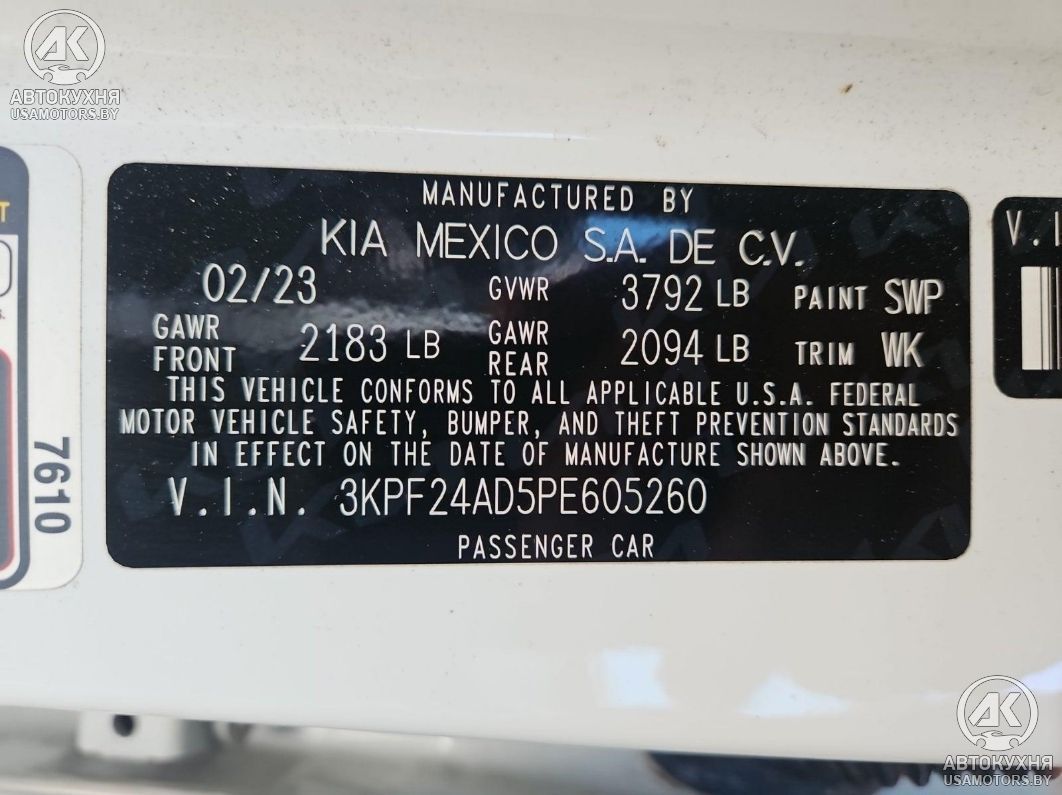 AK
АВТОКУХНЯ
USAMOTORS.BY
MANUFACTURED BY
KIA MEXICO S.A. DE C.V.
02/23 GVWR 3792 LB PAINT SWP
GAWR FRONT 2183 LB GAWR REAR 2094 LB TRIM WK
THIS VEHICLE CONFORMS TO ALL APPLICABLE U.S.A. FEDERAL
MOTOR VEHICLE SAFETY, BUMPER, AND THEFT PREVENTION STANDARDS
IN EFFECT ON THE DATE OF MANUFACTURE SHOWN ABOVE.
V.I.N. 3KPF24AD5PE605260
PASSENGER CAR
7610
V.I
AK
АВТОКУХНЯ
USAMOTORS.BY